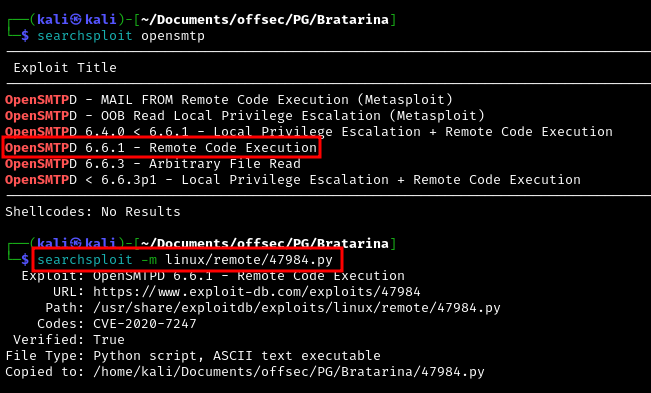 ┌──(kali㉿kali)-[~/Documents/offsec/PG/Bratarina]
└─$ searchsploit opensmtp
Exploit Title
OpenSMTPD - MAIL FROM Remote Code Execution (Metasploit)
OpenSMTPD - OOB Read Local Privilege Escalation (Metasploit)
OpenSMTPD 6.4.0 < 6.6.1 - Local Privilege Escalation + Remote Code Execution
OpenSMTPD 6.6.1 - Remote Code Execution
OpenSMTPD 6.6.3 - Arbitrary File Read
OpenSMTPD < 6.6.3p1 - Local Privilege Escalation + Remote Code Execution
Shellcodes: No Results
┌──(kali㉿kali)-[~/Documents/offsec/PG/Bratarina]
└─$ searchsploit -m linux/remote/47984.py
Exploit: OpenSMTPD 6.6.1 - Remote Code Execution
URL: https://www.exploit-db.com/exploits/47984
Path: /usr/share/exploitdb/exploits/linux/remote/47984.py
Codes: CVE-2020-7247
Verified: True
File Type: Python script, ASCII text executable
Copied to: /home/kali/Documents/offsec/PG/Bratarina/47984.py